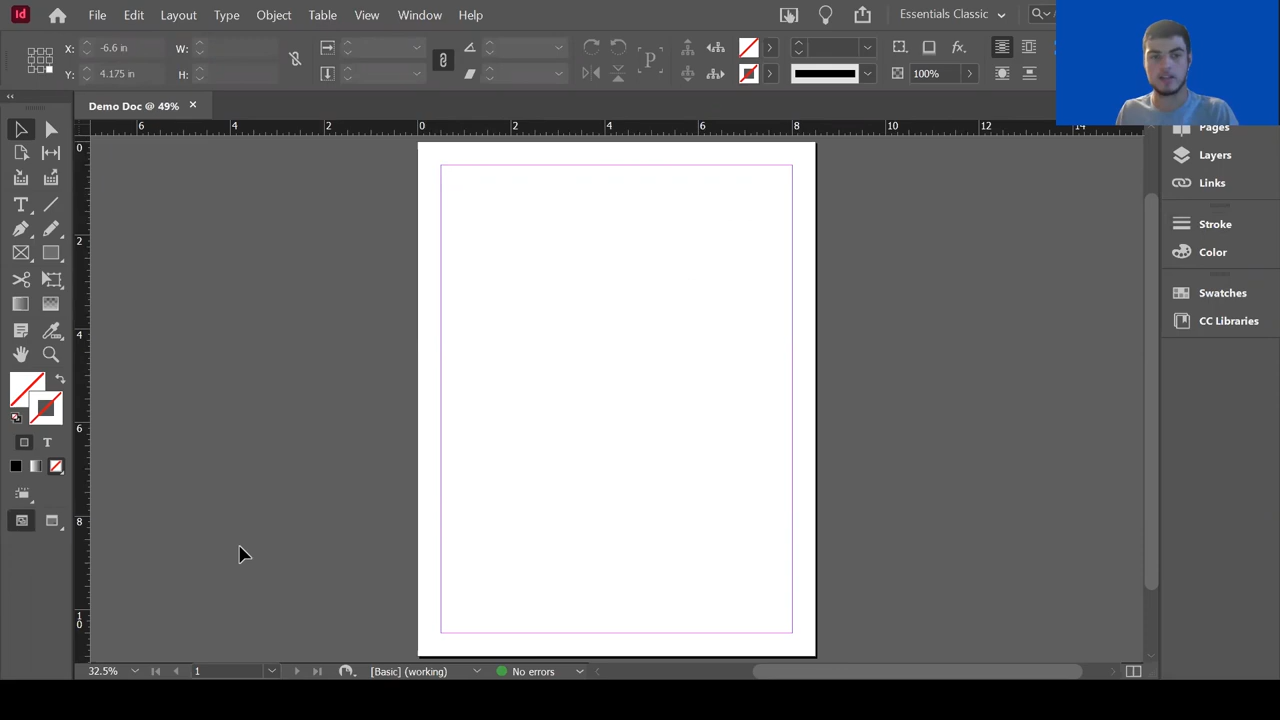 Id File Edit Layout Type Object Table View Window Help Essentials Classic
X: -6.6 in W:
Y: 4.175 in H: 100%
Demo Doc @ 49%
6 4 2 0 2 4 6 8 10 12 14
0
2
4
6
8
10
Pages
Layers
Links
Stroke
Color
Swatches
CC Libraries
32.5% 1 [Basic] (working) No errors